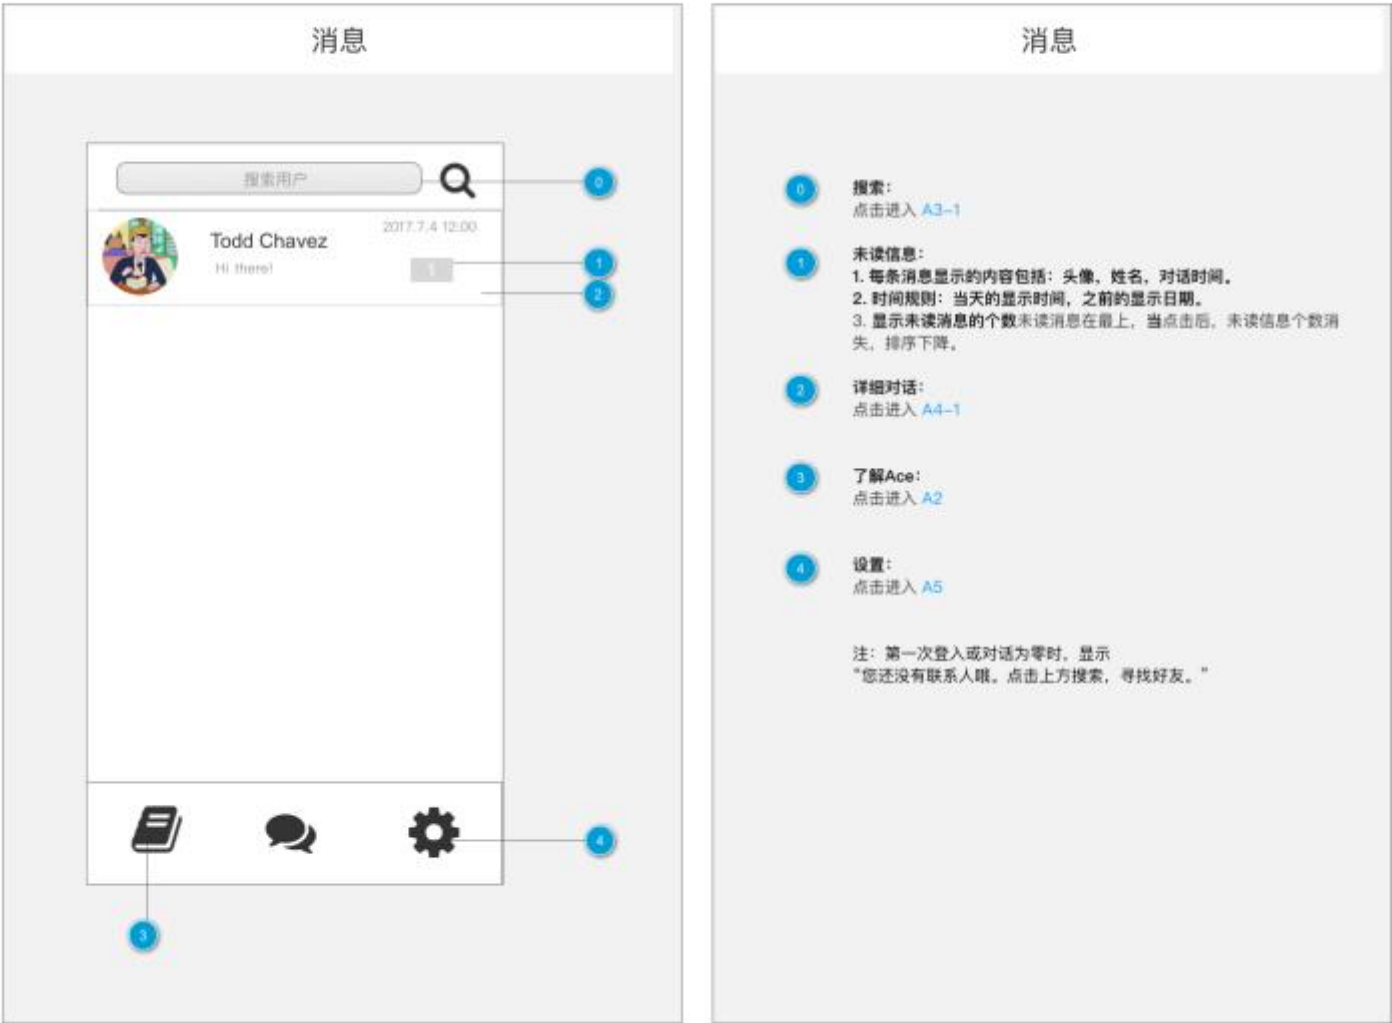 消息
搜索用户
0
2017.7.4 12:00
Todd Chavez
Hi there!
1
1
2
4
3
消息
0
搜索：
点击进入 A3-1
1
未读信息：
1. 每条消息显示的内容包括：头像、姓名、对话时间。
2. 时间规则：当天的显示时间，之前的显示日期。
3. 显示未读消息的个数未读消息在最上，当点击后，未读信息个数消
失，排序下降。
2
详细对话：
点击进入 A4-1
3
了解Ace：
点击进入 A2
4
设置：
点击进入 A5
注：第一次登入或对话为零时，显示
“您还没有联系人哦。点击上方搜索，寻找好友。”